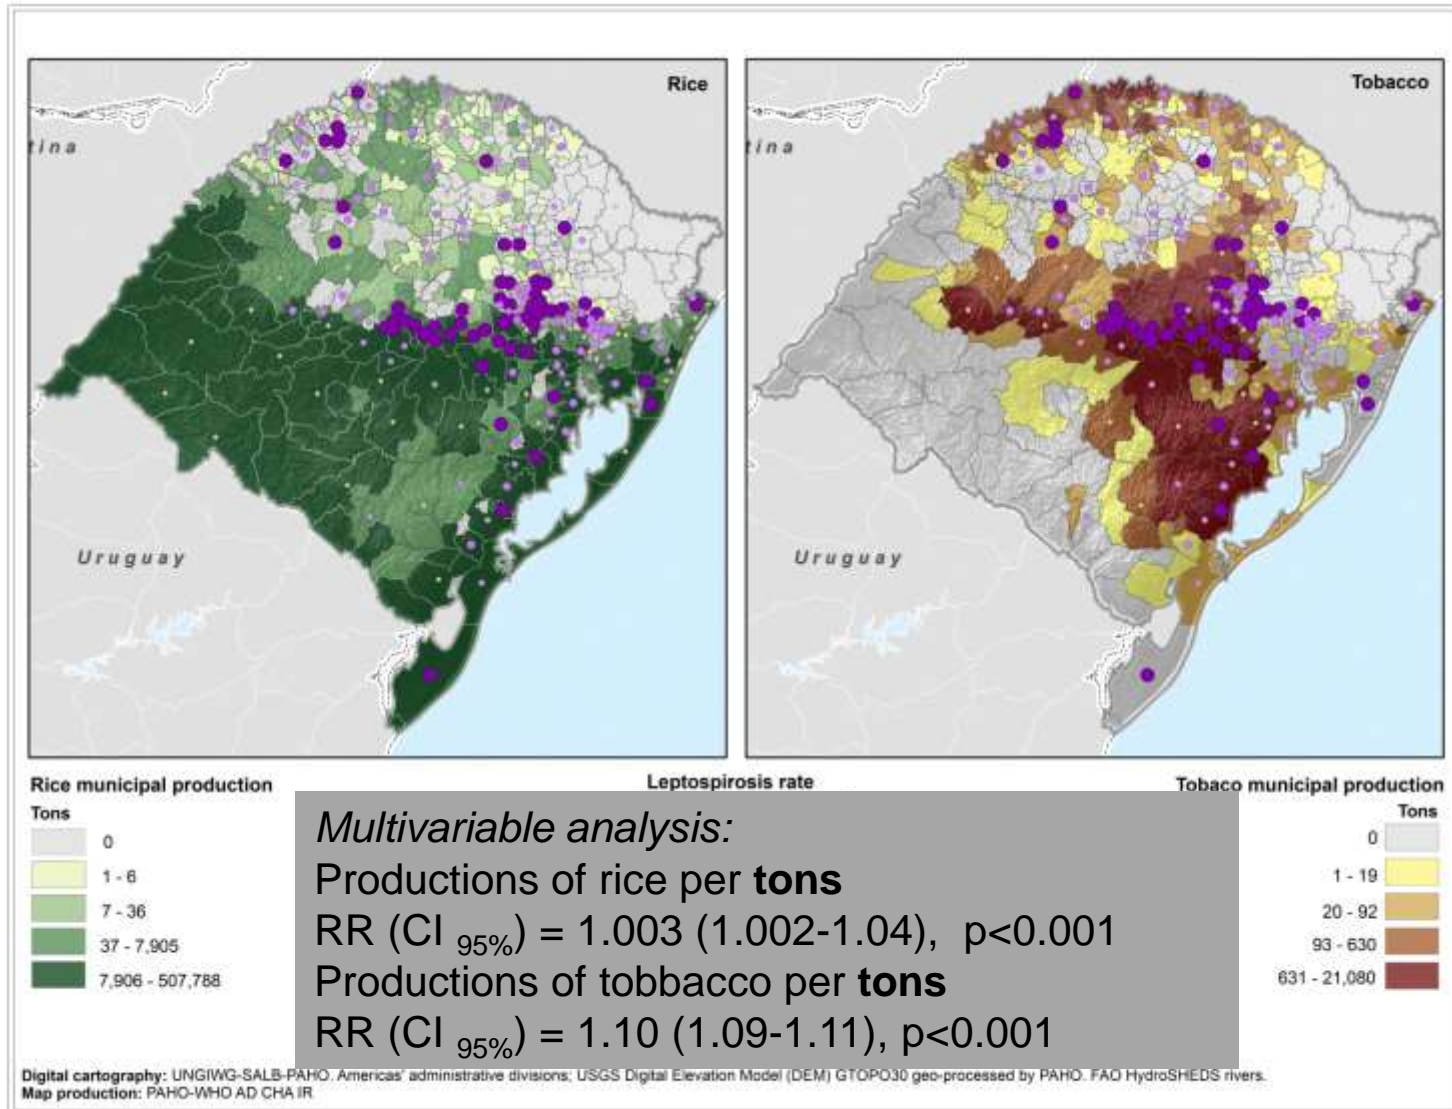 Rice
Tobacco
tina
tina
Uruguay
Uruguay
Rice municipal production
Tons
0
1 - 6
7 - 36
37 - 7,905
7,906 - 507,788
Leptospirosis rate
Tobaco municipal production
Tons
0
1 - 19
20 - 92
93 - 630
631 - 21,080
Multivariable analysis:
Productions of rice per tons
RR (CI 95%) = 1.003 (1.002-1.04), p<0.001
Productions of tobbacco per tons
RR (CI 95%) = 1.10 (1.09-1.11), p<0.001
Digital cartography: UNGIWG-SALB-PAHO. Americas' administrative divisions; USGS Digital Elevation Model (DEM) GTOPO30 geo-processed by PAHO. FAO HydroSHEDS rivers.
Map production: PAHO-WHO AD CHA IR